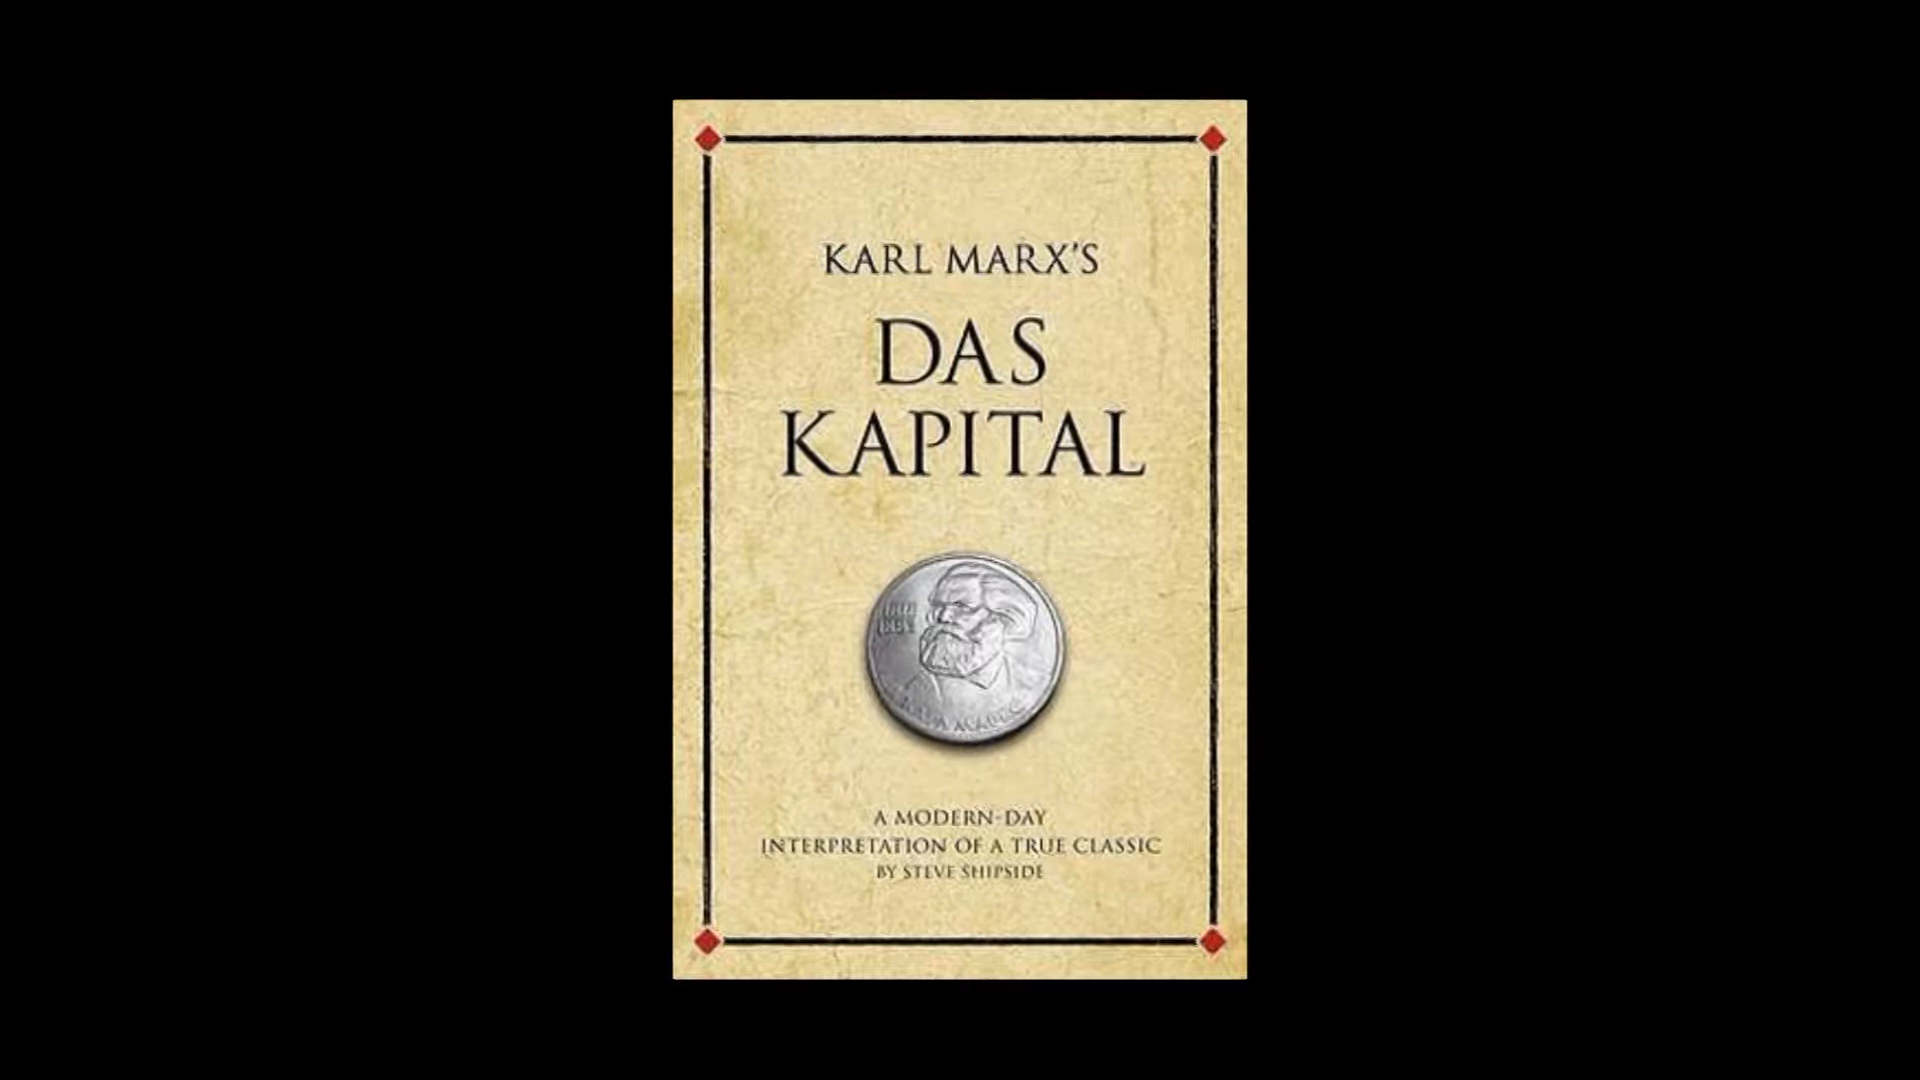 KARL MARX'S
DAS
KAPITAL
A MODERN-DAY
INTERPRETATION OF A TRUE CLASSIC
BY STEVE SHIPSIDE